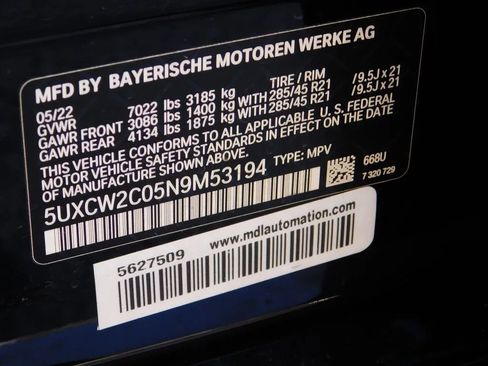 MFD BY BAYERISCHE MOTOREN WERKE AG
05/22 TIRE / RIM
GVWR 7022 lbs 3185 kg
GAWR FRONT 3086 lbs 1400 kg WITH 285/45 R21 /9.5J x 21
GAWR REAR 4134 lbs 1875 kg WITH 285/45 R21 /9.5J x 21
THIS VEHICLE CONFORMS TO ALL APPLICABLE U.S. FEDERAL
MOTOR VEHICLE SAFETY STANDARDS IN EFFECT ON THE DATE
OF MANUFACTURE SHOWN ABOVE.
5UXCW2C05N9M53194 TYPE: MPV
668U
7 320 729
5627509 www.mdlautomation.com